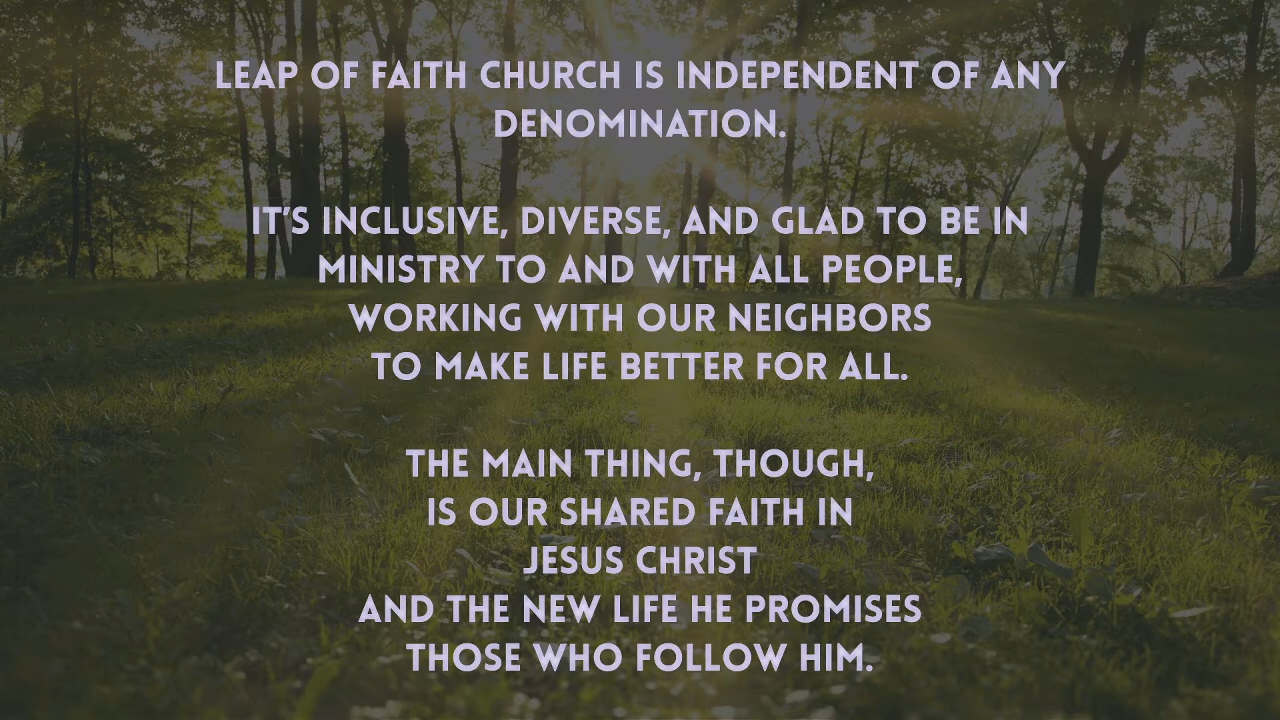 LEAP OF FAITH CHURCH IS INDEPENDENT OF ANY
DENOMINATION.
IT'S INCLUSIVE, DIVERSE, AND GLAD TO BE IN
MINISTRY TO AND WITH ALL PEOPLE,
WORKING WITH OUR NEIGHBORS
TO MAKE LIFE BETTER FOR ALL.
THE MAIN THING, THOUGH,
IS OUR SHARED FAITH IN
JESUS CHRIST
AND THE NEW LIFE HE PROMISES
THOSE WHO FOLLOW HIM.